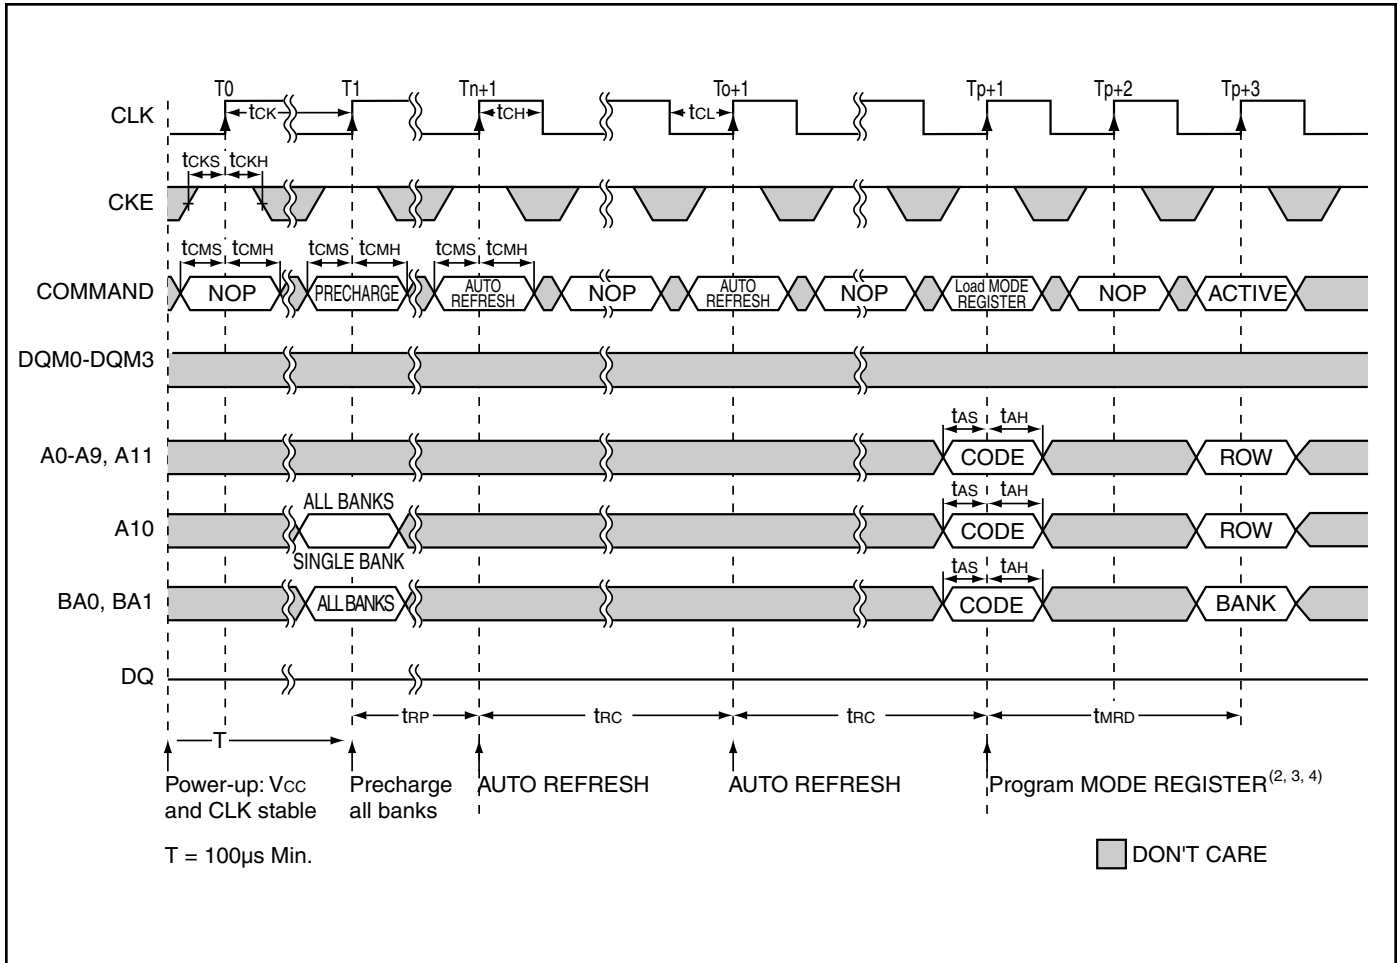 T0 T1 Tn+1 To+1 Tp+1 Tp+2 Tp+3
CLK tCK tCH tCL
tCKS tCKH
CKE
tCMS tCMH tCMS tCMH tCMS tCMH
COMMAND NOP PRECHARGE AUTO REFRESH NOP AUTO REFRESH NOP Load MODE REGISTER NOP ACTIVE
DQM0-DQM3
tAS tAH
A0-A9, A11 CODE ROW
ALL BANKS tAS tAH
A10 CODE ROW
SINGLE BANK tAS tAH
BA0, BA1 ALL BANKS CODE BANK
DQ
tRP tRC tRC tMRD
T
Power-up: VCC Precharge AUTO REFRESH AUTO REFRESH Program MODE REGISTER(2, 3, 4)
and CLK stable all banks
T = 100µs Min. DON'T CARE